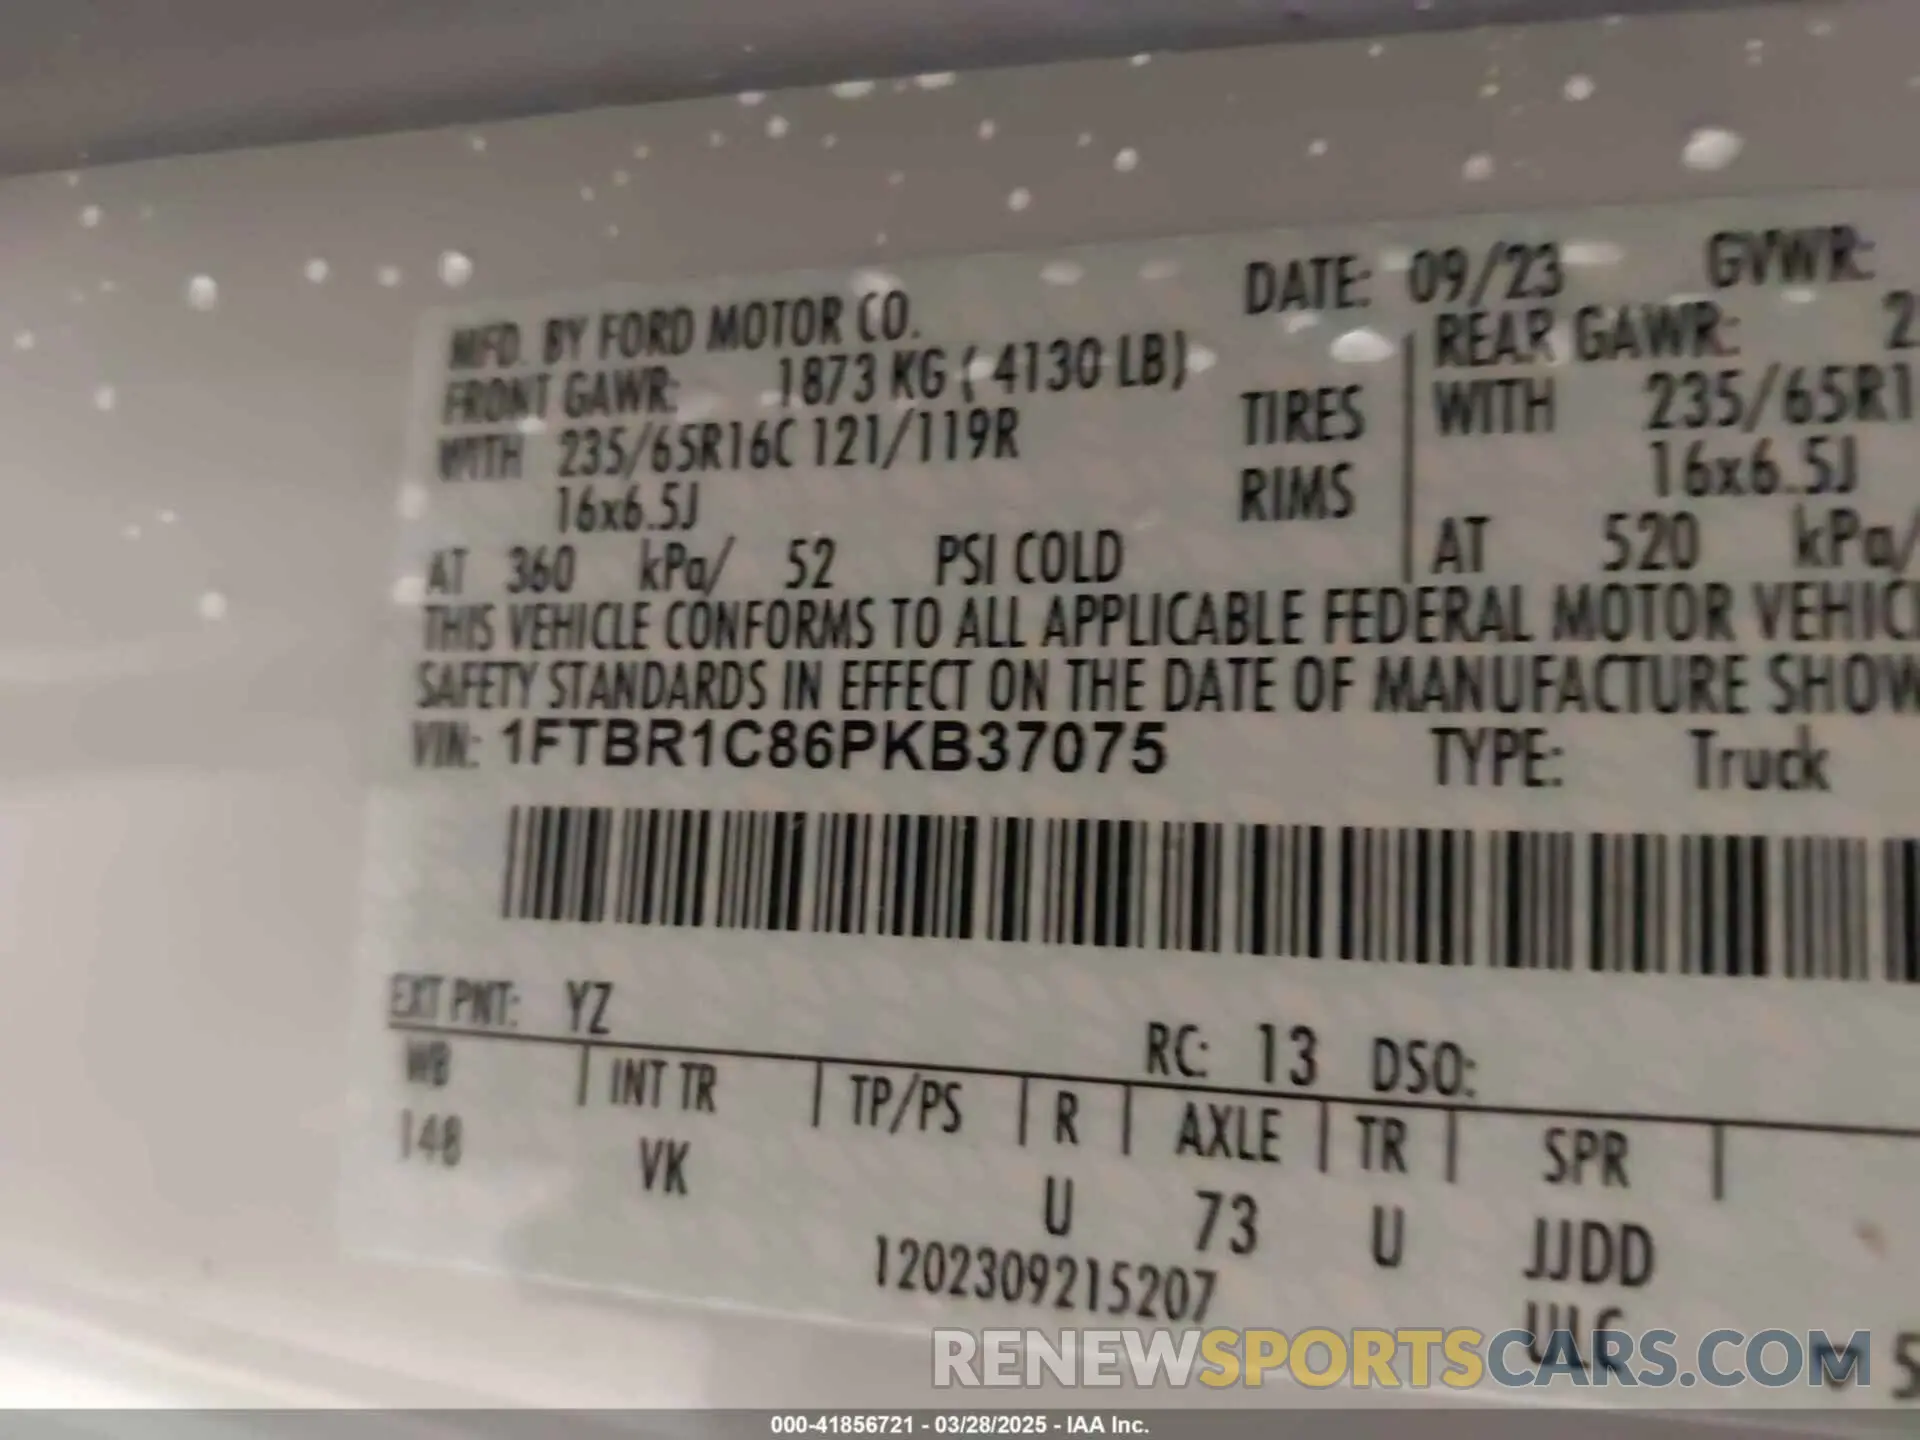 MFD. BY FORD MOTOR CO.
DATE: 09/23 GVWR:
FRONT GAWR: 1873 KG ( 4130 LB)
REAR GAWR: 2
WITH 235/65R16C 121/119R TIRES WITH 235/65R1
16x6.5J RIMS 16x6.5J
AT 360 kPa/ 52 PSI COLD AT 520 kPa/
THIS VEHICLE CONFORMS TO ALL APPLICABLE FEDERAL MOTOR VEHICL
SAFETY STANDARDS IN EFFECT ON THE DATE OF MANUFACTURE SHOW
VIN: 1FTBR1C86PKB37075 TYPE: Truck
EXT PNT: YZ RC: 13 DSO:
WB INT TR TP/PS R AXLE TR SPR
148 VK U 73 U JJDD
1202309215207 ULG
RENEWSPORTSCARS.COM
000-41856721 - 03/28/2025 - IAA Inc.